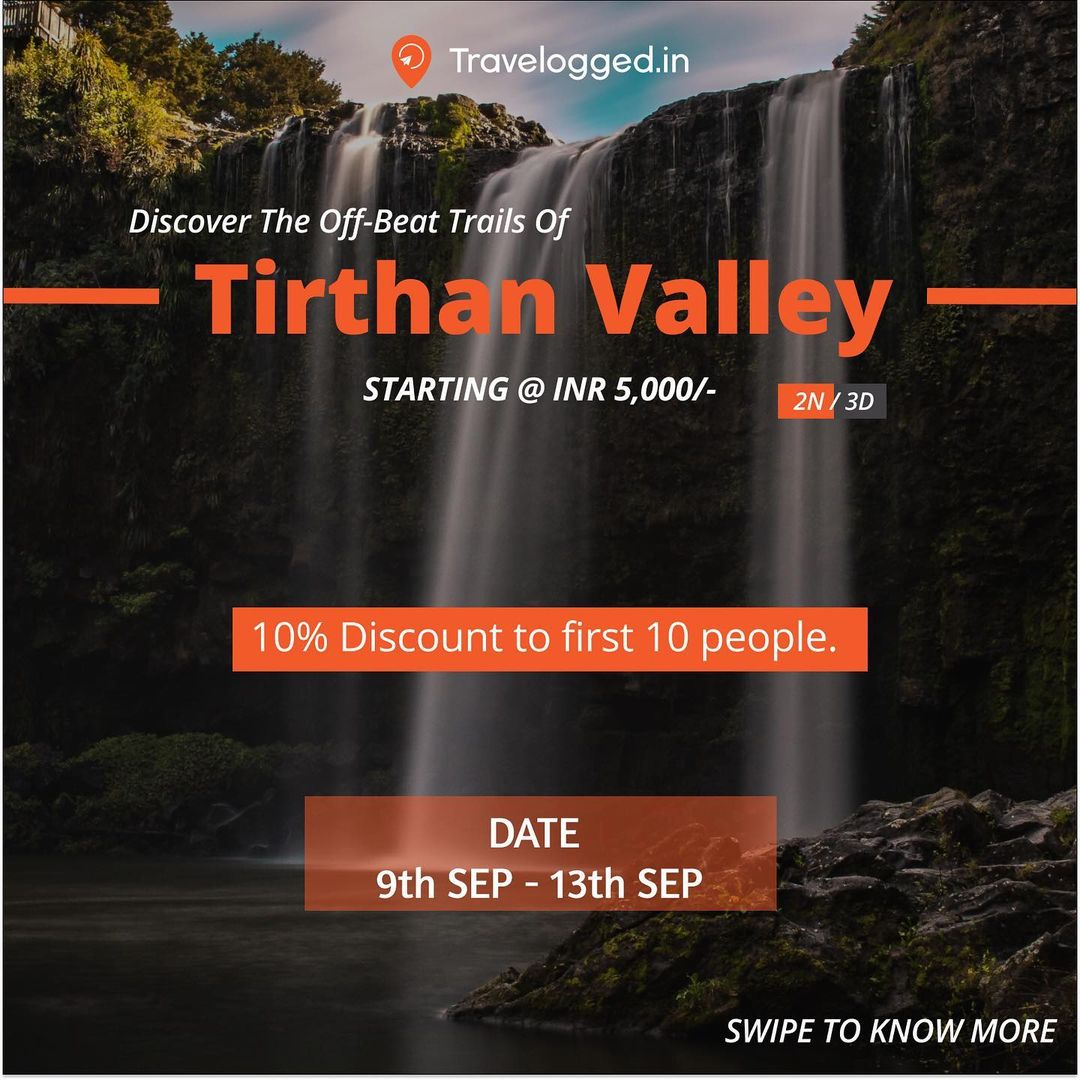 Travelogged.in
Discover The Off-Beat Trails Of
Tirthan Valley
STARTING @ INR 5,000/-
2N / 3D
10% Discount to first 10 people.
DATE
9th SEP - 13th SEP
SWIPE TO KNOW MORE